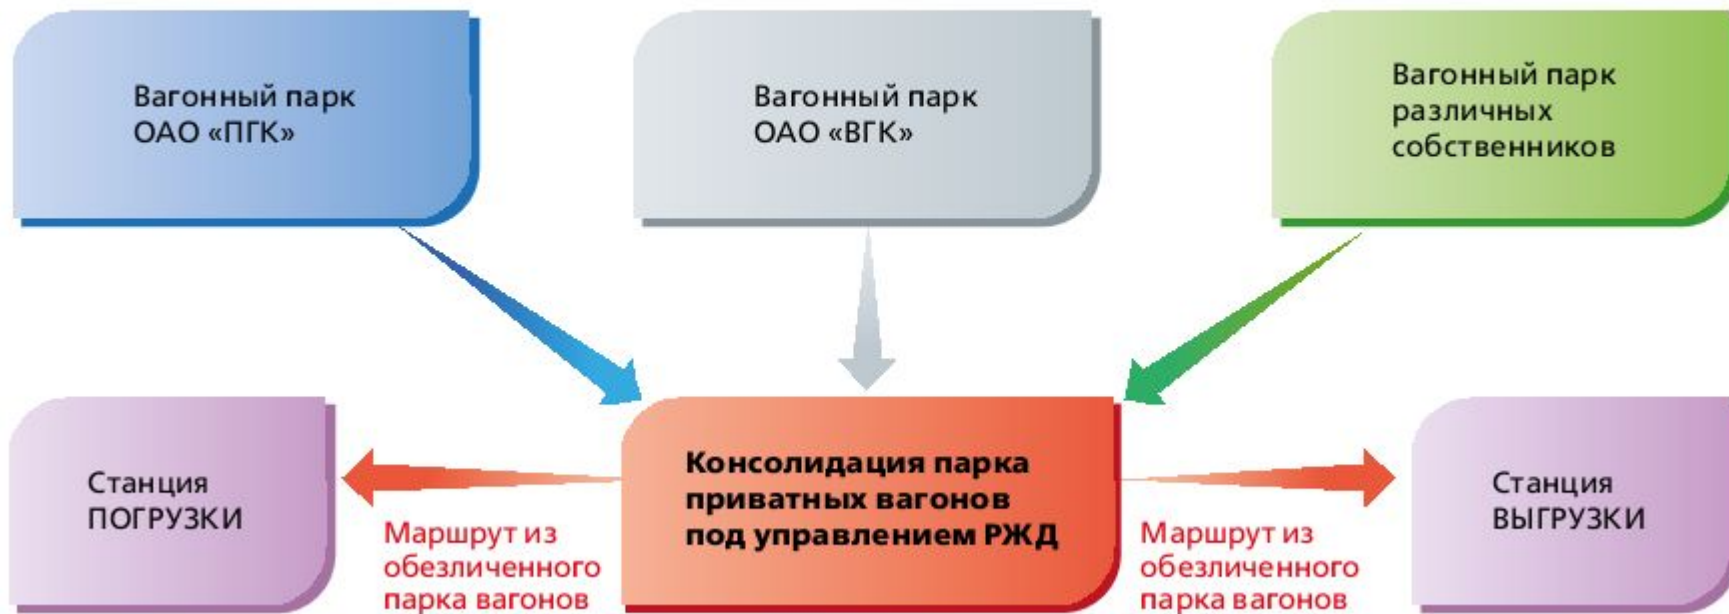 Вагонный парк
ОАО «ПГК»
Вагонный парк
ОАО «ВГК»
Вагонный парк
различных
собственников
Станция
ПОГРУЗКИ
Маршрут из
обезличенного
парка вагонов
Консолидация парка
приватных вагонов
под управлением РЖД
Маршрут из
обезличенного
парка вагонов
Станция
ВЫГРУЗКИ